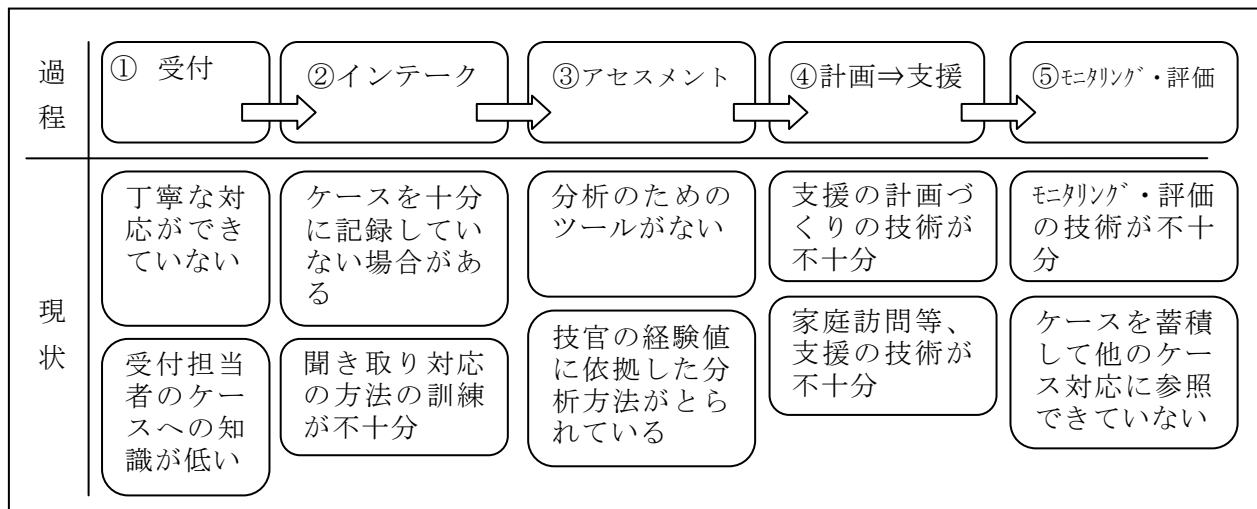 過程
① 受付
②インテーク
③アセスメント
④計画⇒支援
⑤ﾓﾆﾀﾘﾝｸﾞ・評価
現状
丁寧な対
応ができ
ていない
ケースを十分
に記録してい
ない場合があ
る
分析のための
ツールがない
支援の計画づ
くりの技術が
不十分
ﾓﾆﾀﾘﾝｸﾞ・評価
の技術が不十
分
受付担当
者のケー
スへの知
識が低い
聞き取り対応
の方法の訓練
が不十分
技官の経験値
に依拠した分
析方法がとら
れている
家庭訪問等、
支援の技術が
不十分
ケースを蓄積
して他のケー
ス対応に参照
できていない